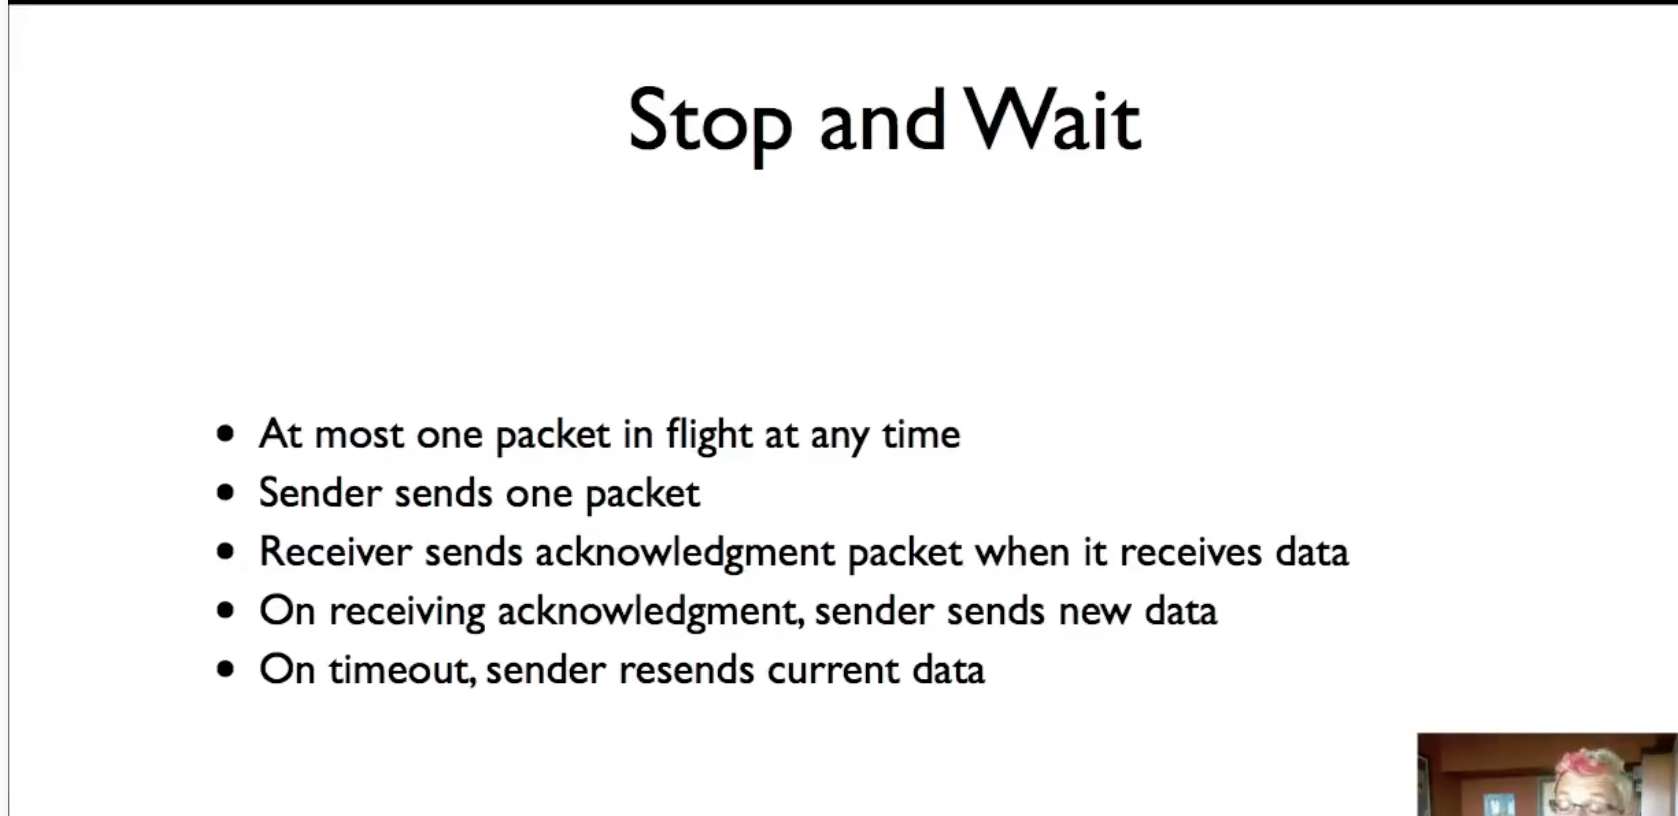 Stop and Wait
• At most one packet in flight at any time
• Sender sends one packet
• Receiver sends acknowledgment packet when it receives data
• On receiving acknowledgment, sender sends new data
• On timeout, sender resends current data